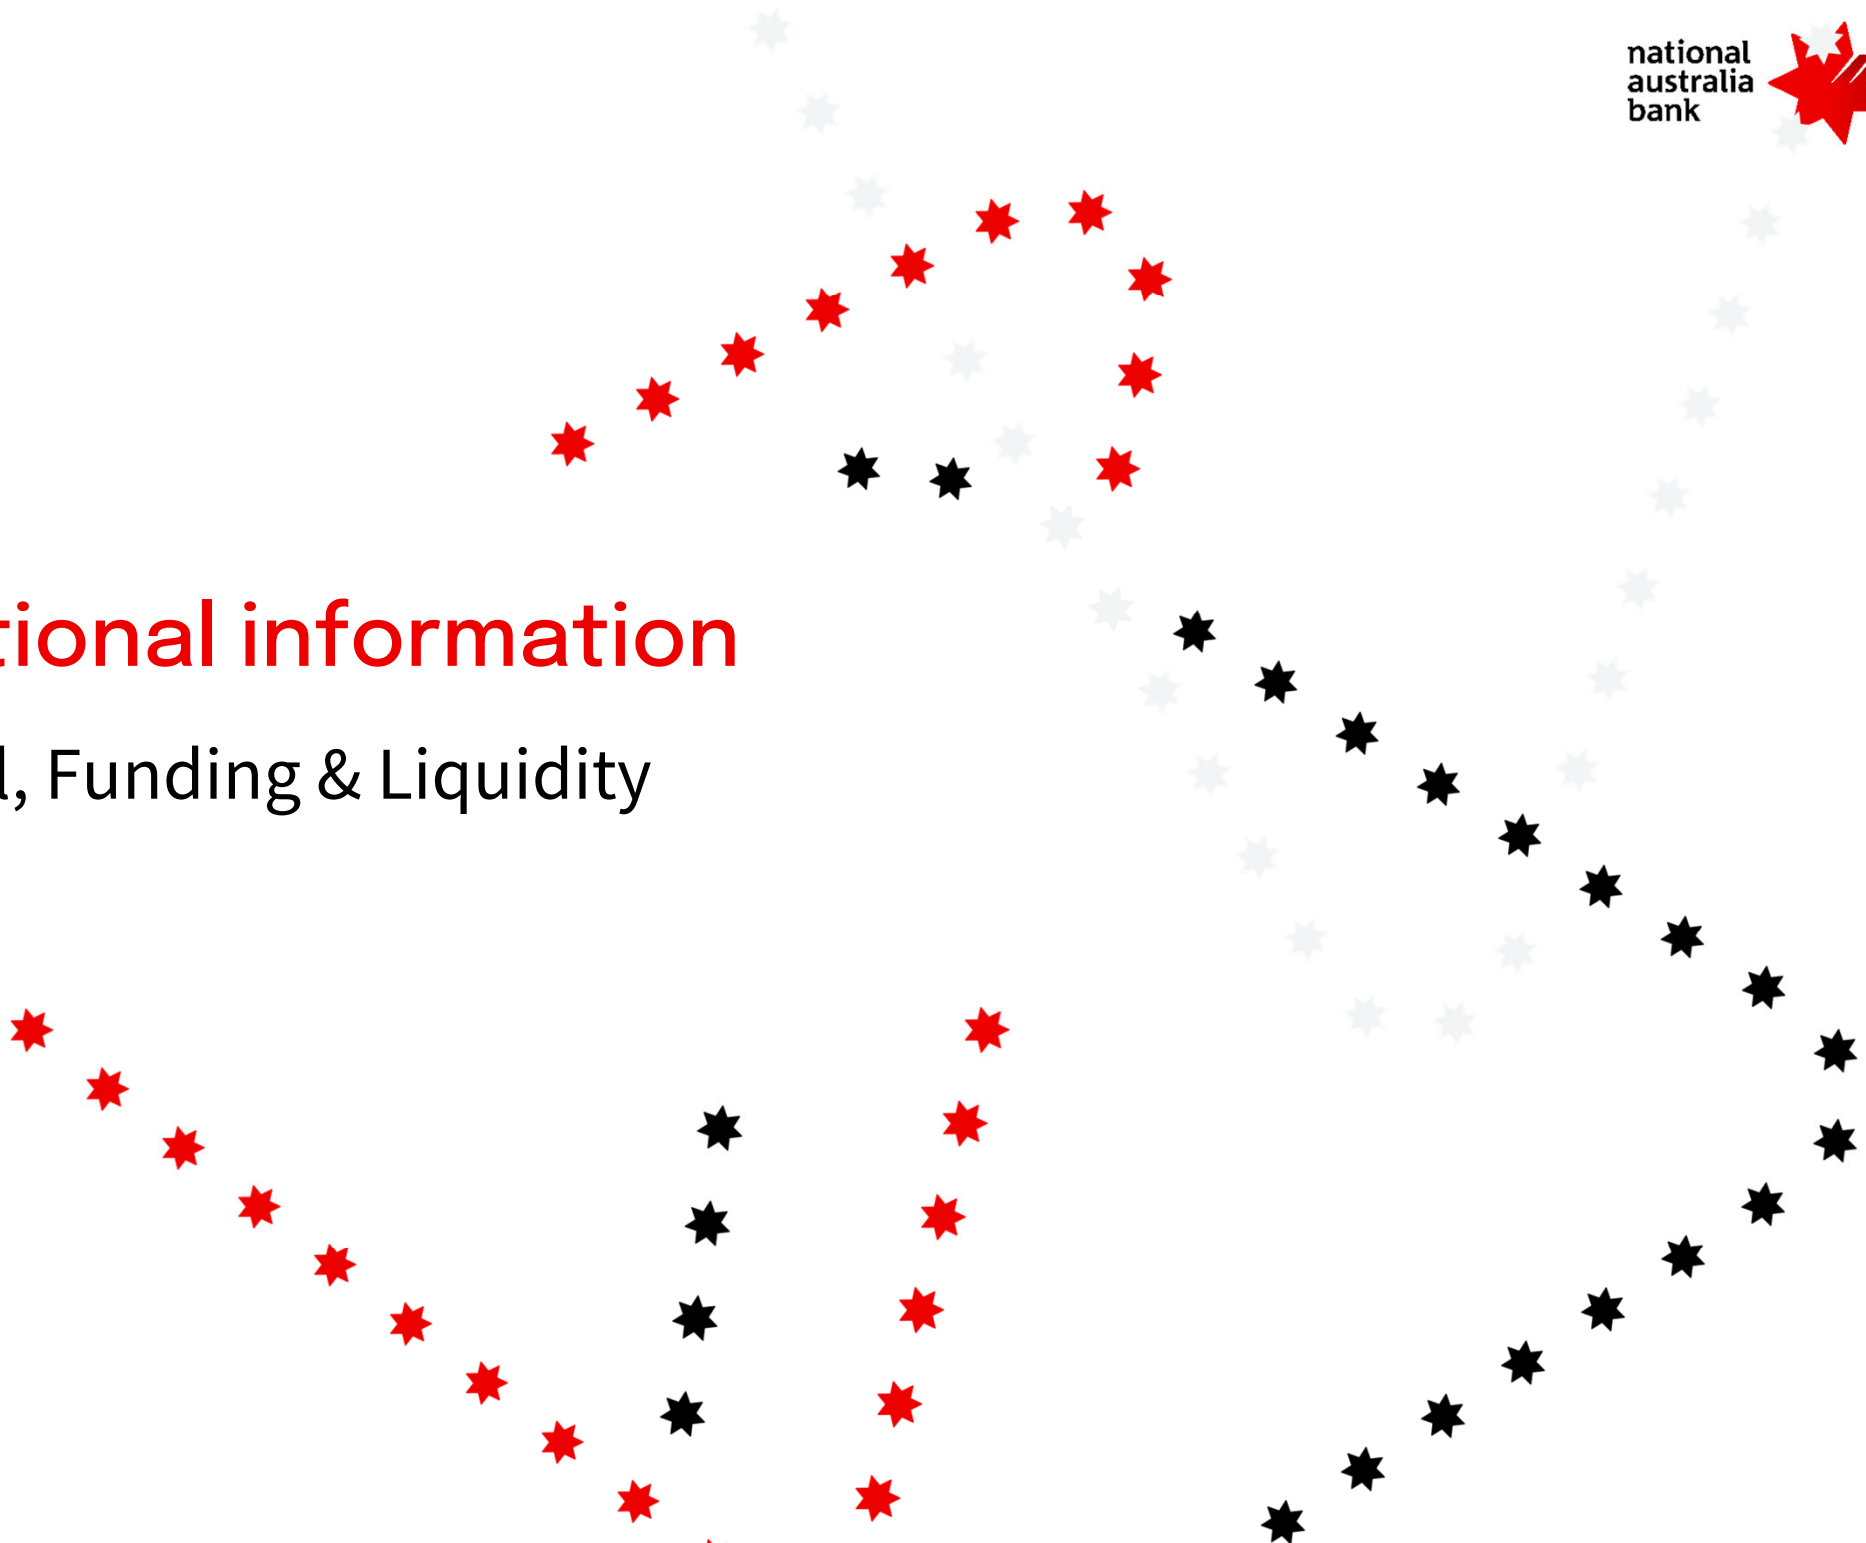 national
australia
bank
tional information
l, Funding & Liquidity